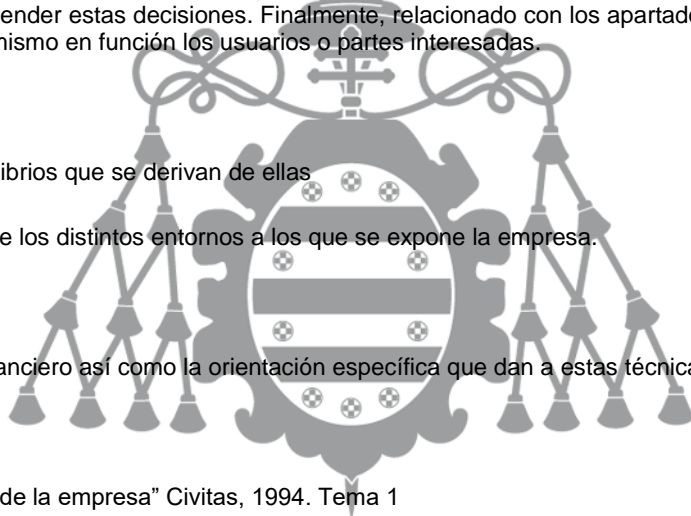 ender estas decisiones. Finalmente, relacionado con los apartado
nismo en función los usuarios o partes interesadas.
ibrios que se derivan de ellas
e los distintos entornos a los que se expone la empresa.
anciero así como la orientación específica que dan a estas técnica
de la empresa” Civitas, 1994. Tema 1